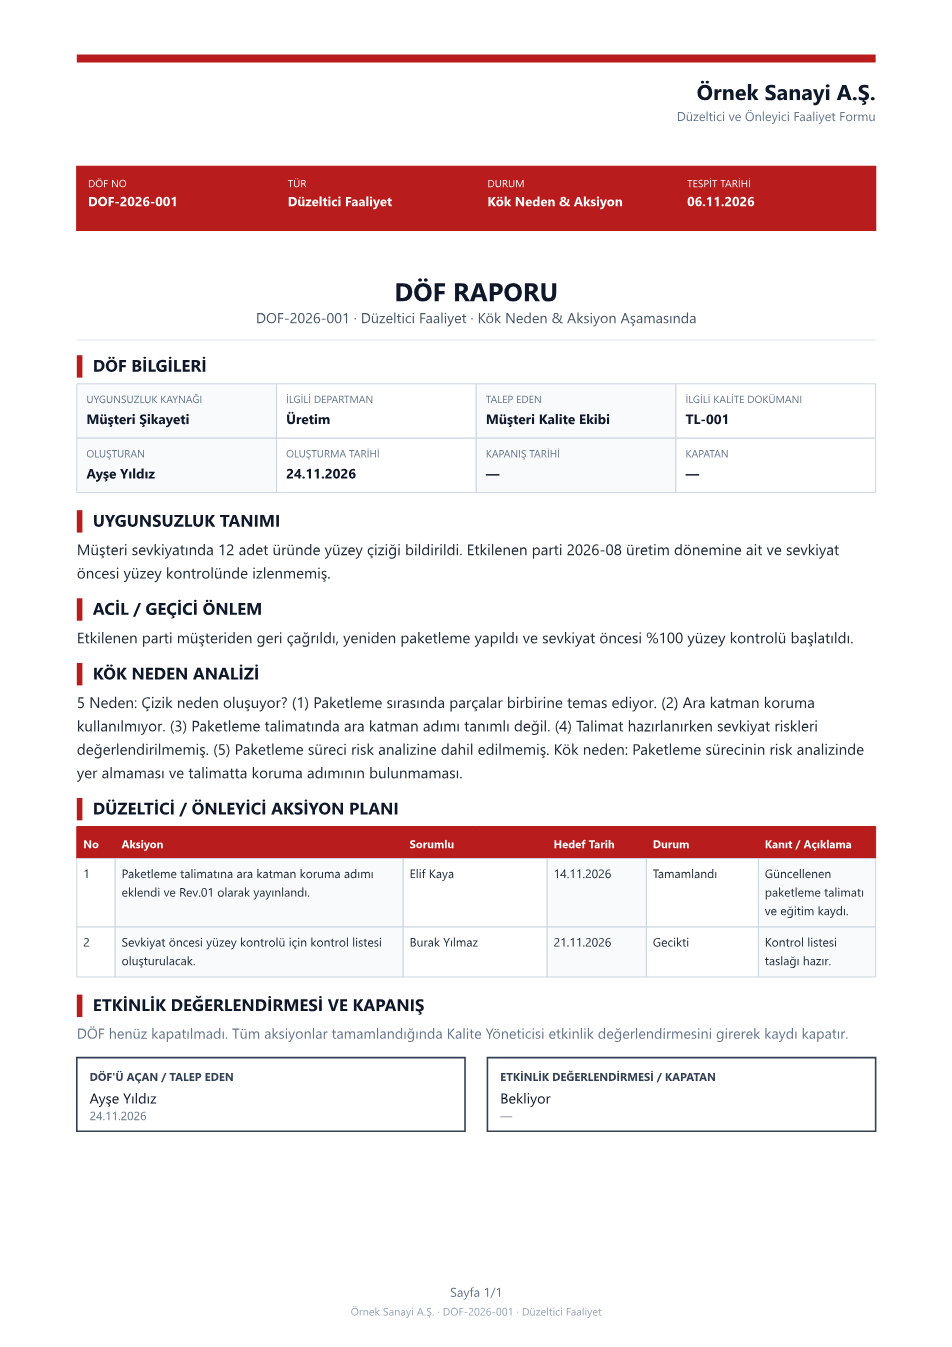 Örnek Sanayi A.Ş.
Düzeltici ve Önleyici Faaliyet Formu
DÖF NO TÜR DURUM TESPİT TARİHİ
DOF-2026-001 Düzeltici Faaliyet Kök Neden & Aksiyon 06.11.2026
DÖF RAPORU
DOF-2026-001 · Düzeltici Faaliyet · Kök Neden & Aksiyon Aşamasında
DÖF BİLGİLERİ
UYGUNSUZLUK KAYNAĞI İLGİLİ DEPARTMAN TALEP EDEN İLGİLİ KALİTE DOKÜMANI
Müşteri Şikayeti Üretim Müşteri Kalite Ekibi TL-001
OLUŞTURAN OLUŞTURMA TARİHİ KAPANIŞ TARİHİ KAPATAN
Ayşe Yıldız 24.11.2026 — —
UYGUNSUZLUK TANIMI
Müşteri sevkiyatında 12 adet üründe yüzey çiziği bildirildi. Etkilenen parti 2026-08 üretim dönemine ait ve sevkiyat
öncesi yüzey kontrolünde izlenmemiş.
ACİL / GEÇİCİ ÖNLEM
Etkilenen parti müşteriden geri çağrıldı, yeniden paketleme yapıldı ve sevkiyat öncesi %100 yüzey kontrolü başlatıldı.
KÖK NEDEN ANALİZİ
5 Neden: Çizik neden oluşuyor? (1) Paketleme sırasında parçalar birbirine temas ediyor. (2) Ara katman koruma
kullanılmıyor. (3) Paketleme talimatında ara katman adımı tanımlı değil. (4) Talimat hazırlanırken sevkiyat riskleri
değerlendirilmemiş. (5) Paketleme süreci risk analizine dahil edilmemiş. Kök neden: Paketleme sürecinin risk analizinde
yer almaması ve talimatta koruma adımının bulunmaması.
DÜZELTİCİ / ÖNLEYİCİ AKSİYON PLANI
No Aksiyon Sorumlu Hedef Tarih Durum Kanıt / Açıklama
1 Paketleme talimatına ara katman koruma adımı Elif Kaya 14.11.2026 Tamamlandı Güncellenen
eklendi ve Rev.01 olarak yayınlandı. paketleme talimatı
ve eğitim kaydı.
2 Sevkiyat öncesi yüzey kontrolü için kontrol listesi Burak Yılmaz 21.11.2026 Gecikti Kontrol listesi
oluşturulacak. taslağı hazır.
ETKİNLİK DEĞERLENDİRMESİ VE KAPANIŞ
DÖF henüz kapatılmadı. Tüm aksiyonlar tamamlandığında Kalite Yöneticisi etkinlik değerlendirmesini girerek kaydı kapatır.
DÖF'Ü AÇAN / TALEP EDEN ETKİNLİK DEĞERLENDİRMESİ / KAPATAN
Ayşe Yıldız Bekliyor
24.11.2026 —
Sayfa 1/1
Örnek Sanayi A.Ş. · DOF-2026-001 · Düzeltici Faaliyet